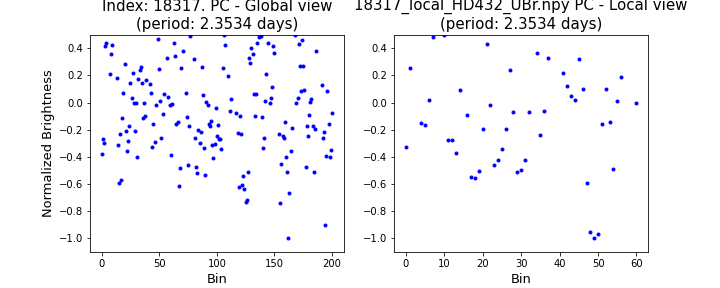 Index: 18317. PC - Global view
(period: 2.3534 days)
18317_local_HD432_UBr.npy PC - Local view
(period: 2.3534 days)
Normalized Brightness
0.4
0.2
0.0
−0.2
−0.4
−0.6
−0.8
−1.0
0 50 100 150 200
Bin
0.4
0.2
0.0
−0.2
−0.4
−0.6
−0.8
−1.0
0 10 20 30 40 50 60
Bin